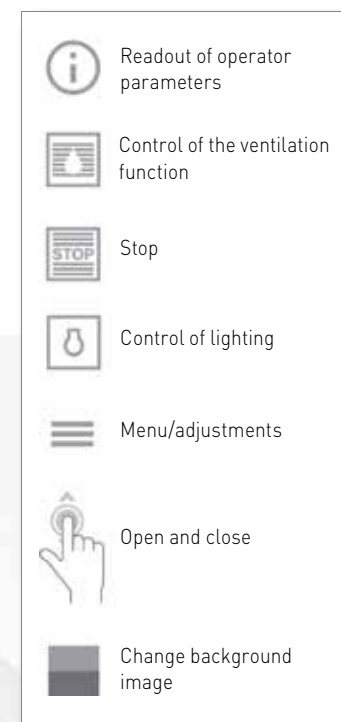 Readout of operator
parameters
Control of the ventilation
function
STOP
Stop
Control of lighting
Menu/adjustments
Open and close
Change background
image